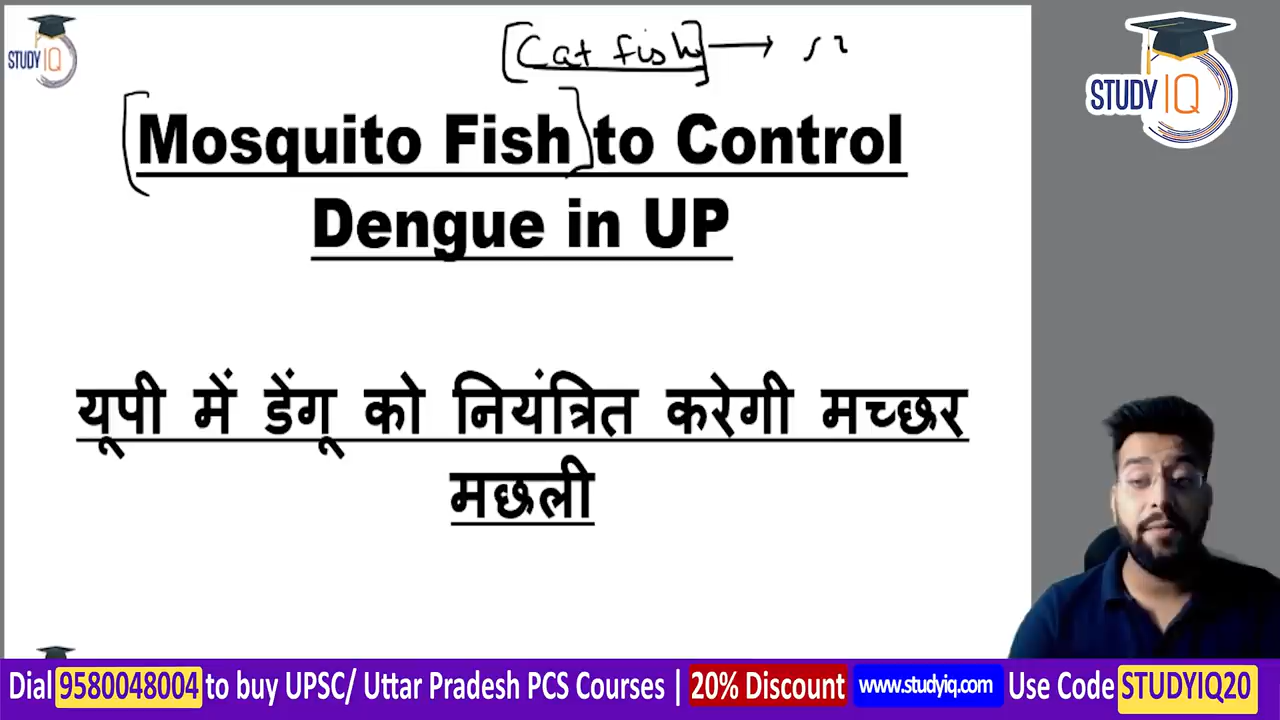 STUDY IQ
Cat fish
STUDY IQ
Mosquito Fish to Control
Dengue in UP
यूपी में डेंगू को नियंत्रित करेगी मच्छर
मछली
Dial 9580048004 to buy UPSC/ Uttar Pradesh PCS Courses | 20% Discount www.studyiq.com Use Code STUDYIQ20